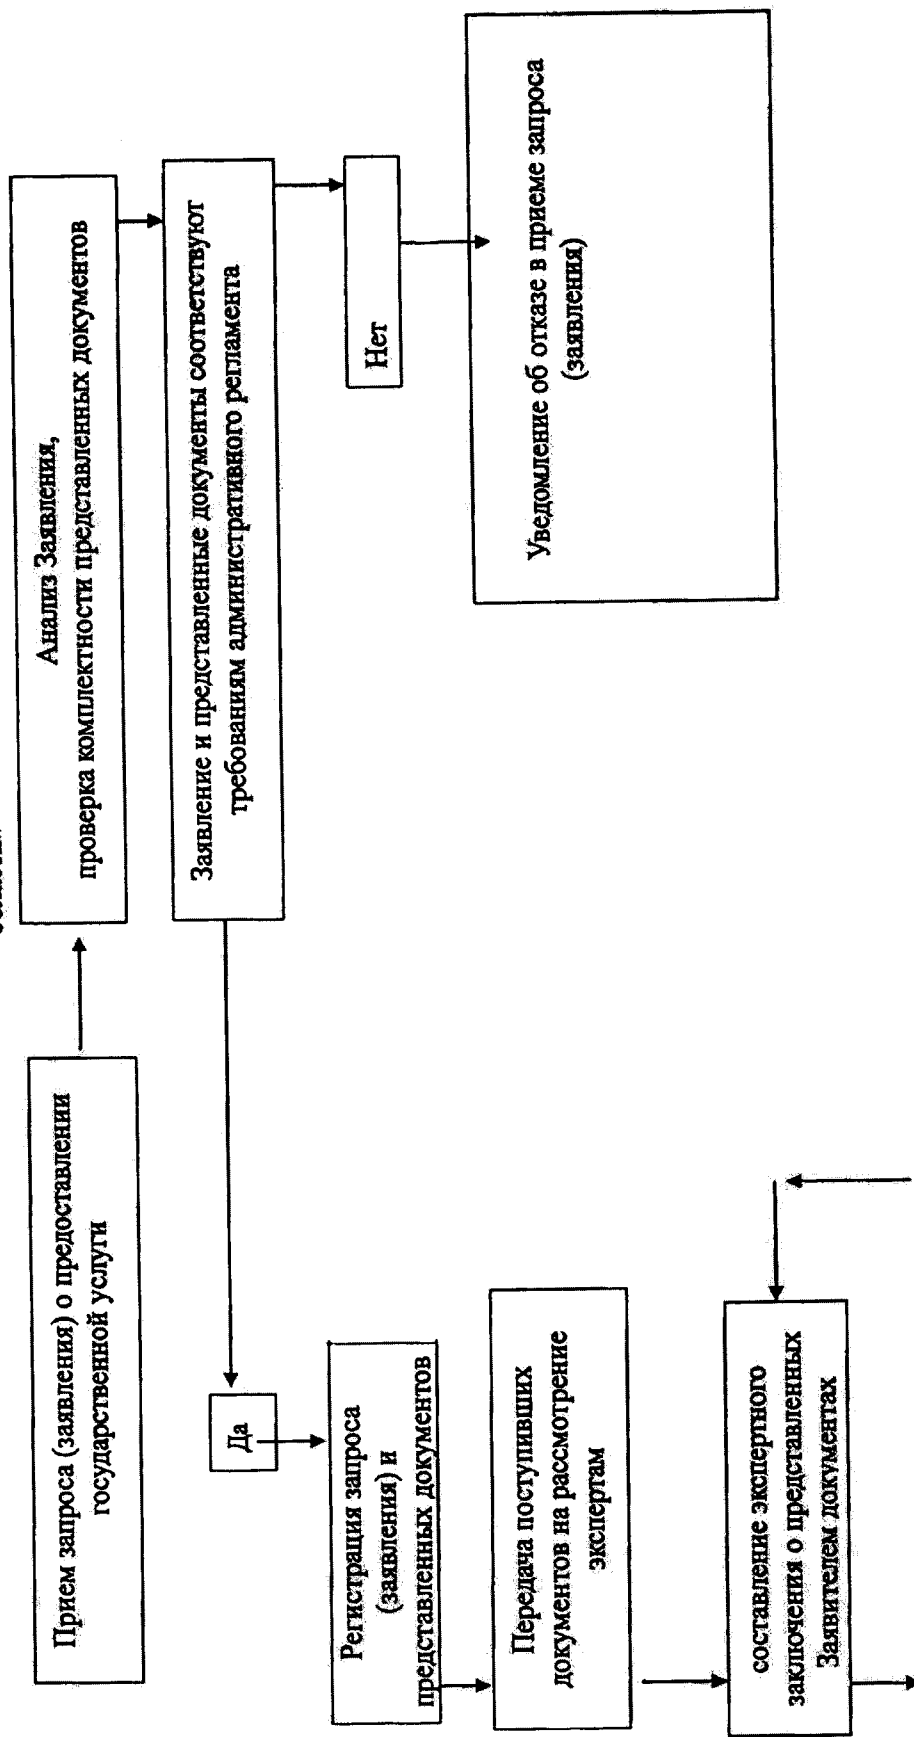 Прием запроса (заявления) о предоставлении
государственной услуги
Анализ Заявления,
проверка комплектности представленных документов
Заявление и представленные документы соответствуют
требованиям административного регламента
Да
Нет
Регистрация запроса
(заявления) и
представленных документов
Уведомление об отказе в приеме запроса
(заявления)
Передача поступивших
документов на рассмотрение
экспертам
составление экспертного
заключения о представленных
Заявителем документах